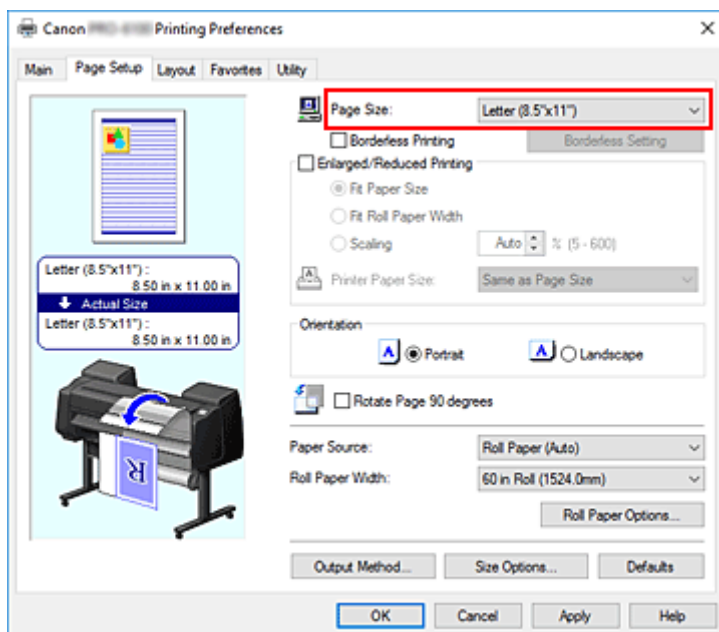 Canon Printing Preferences
Main Page Setup Layout Favorites Utility
Page Size: Letter (8.5"x11")
Borderless Printing Borderless Setting
Enlarged/Reduced Printing
Fit Paper Size
Fit Roll Paper Width
Scaling Auto % (5 - 600)
Printer Paper Size: Same as Page Size
Letter (8.5"x11") :
8.50 in x 11.00 in
Actual Size
Letter (8.5"x11") :
8.50 in x 11.00 in
Orientation
A Portrait A Landscape
Rotate Page 90 degrees
R
Paper Source: Roll Paper (Auto)
Roll Paper Width: 60 in Roll (1524.0mm)
Roll Paper Options...
Output Method... Size Options... Defaults
OK Cancel Apply Help